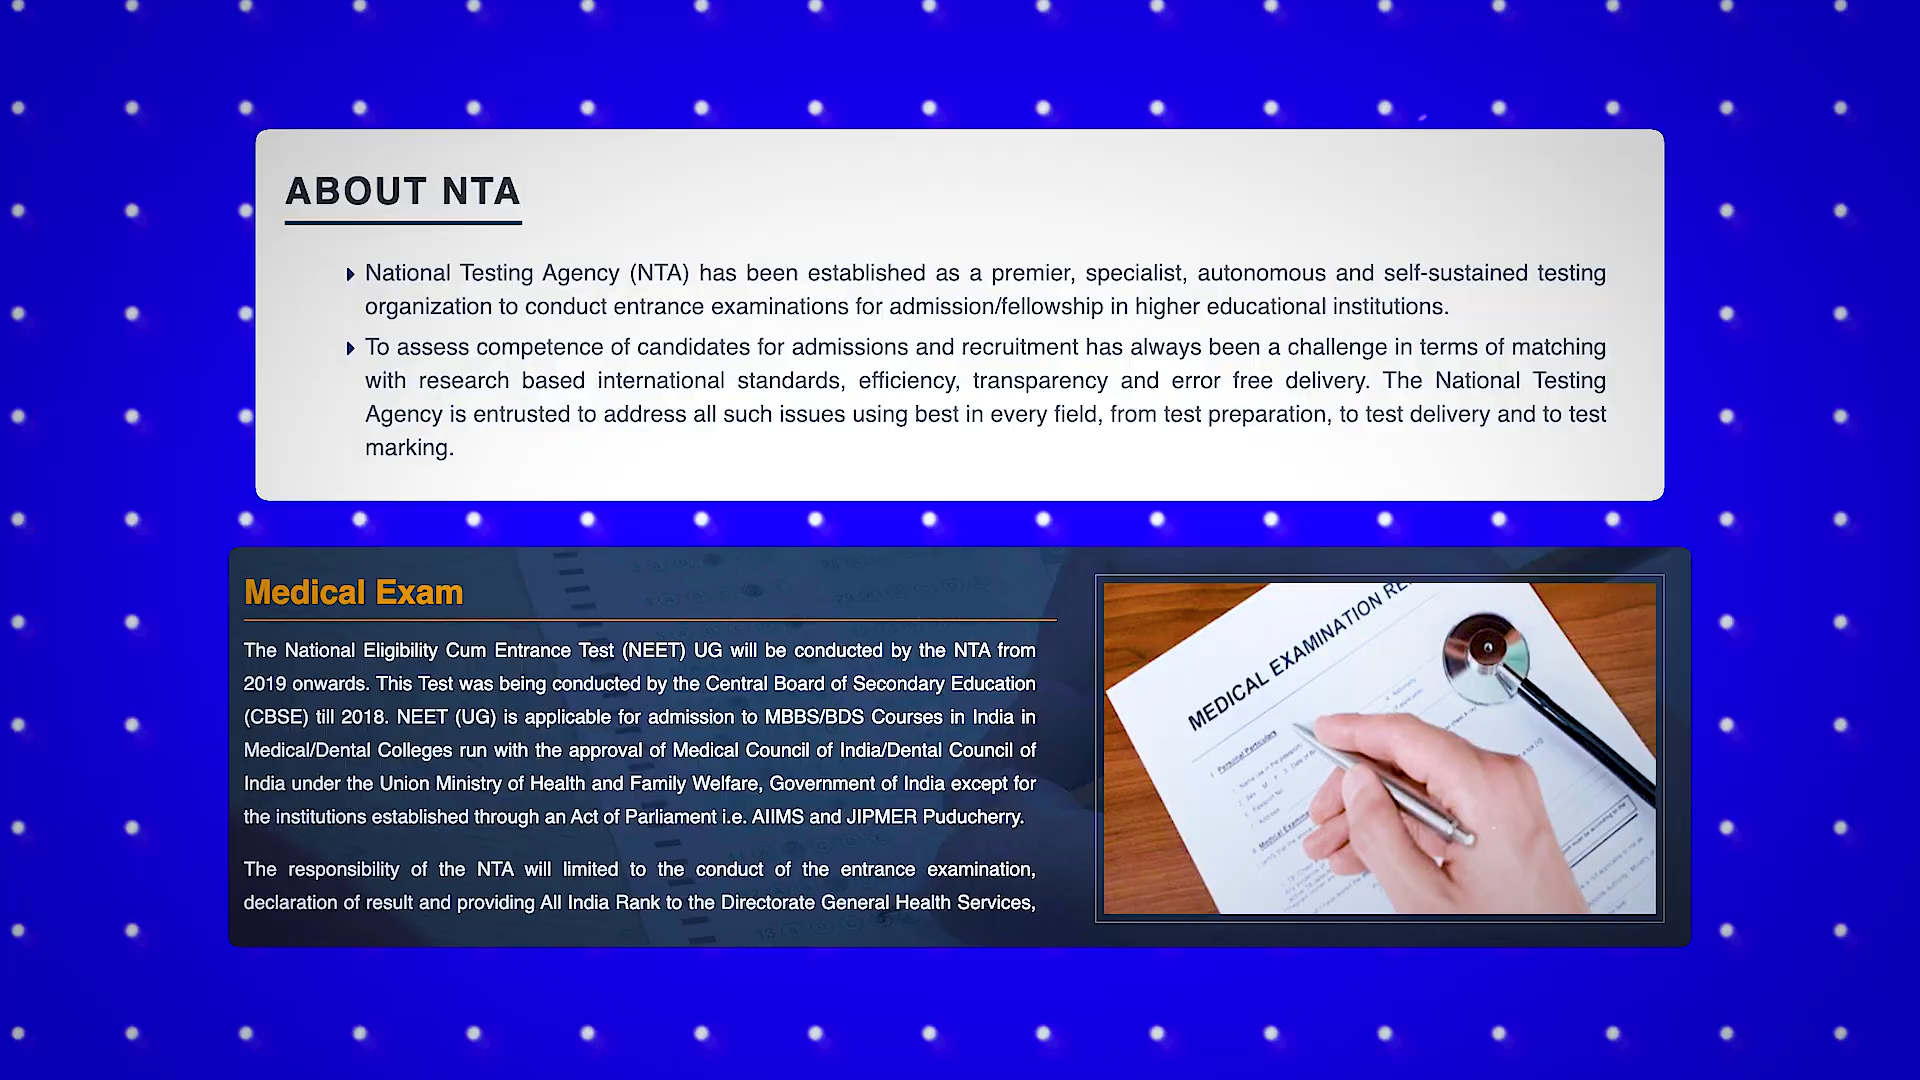 ABOUT NTA
National Testing Agency (NTA) has been established as a premier, specialist, autonomous and self-sustained testing
organization to conduct entrance examinations for admission/fellowship in higher educational institutions.
To assess competence of candidates for admissions and recruitment has always been a challenge in terms of matching
with research based international standards, efficiency, transparency and error free delivery. The National Testing
Agency is entrusted to address all such issues using best in every field, from test preparation, to test delivery and to test
marking.
Medical Exam
The National Eligibility Cum Entrance Test (NEET) UG will be conducted by the NTA from
2019 onwards. This Test was being conducted by the Central Board of Secondary Education
(CBSE) till 2018. NEET (UG) is applicable for admission to MBBS/BDS Courses in India in
Medical/Dental Colleges run with the approval of Medical Council of India/Dental Council of
India under the Union Ministry of Health and Family Welfare, Government of India except for
the institutions established through an Act of Parliament i.e. AIIMS and JIPMER Puducherry.
The responsibility of the NTA will limited to the conduct of the entrance examination,
declaration of result and providing All India Rank to the Directorate General Health Services,
MEDICAL EXAMINATION RE
Personal Particulars